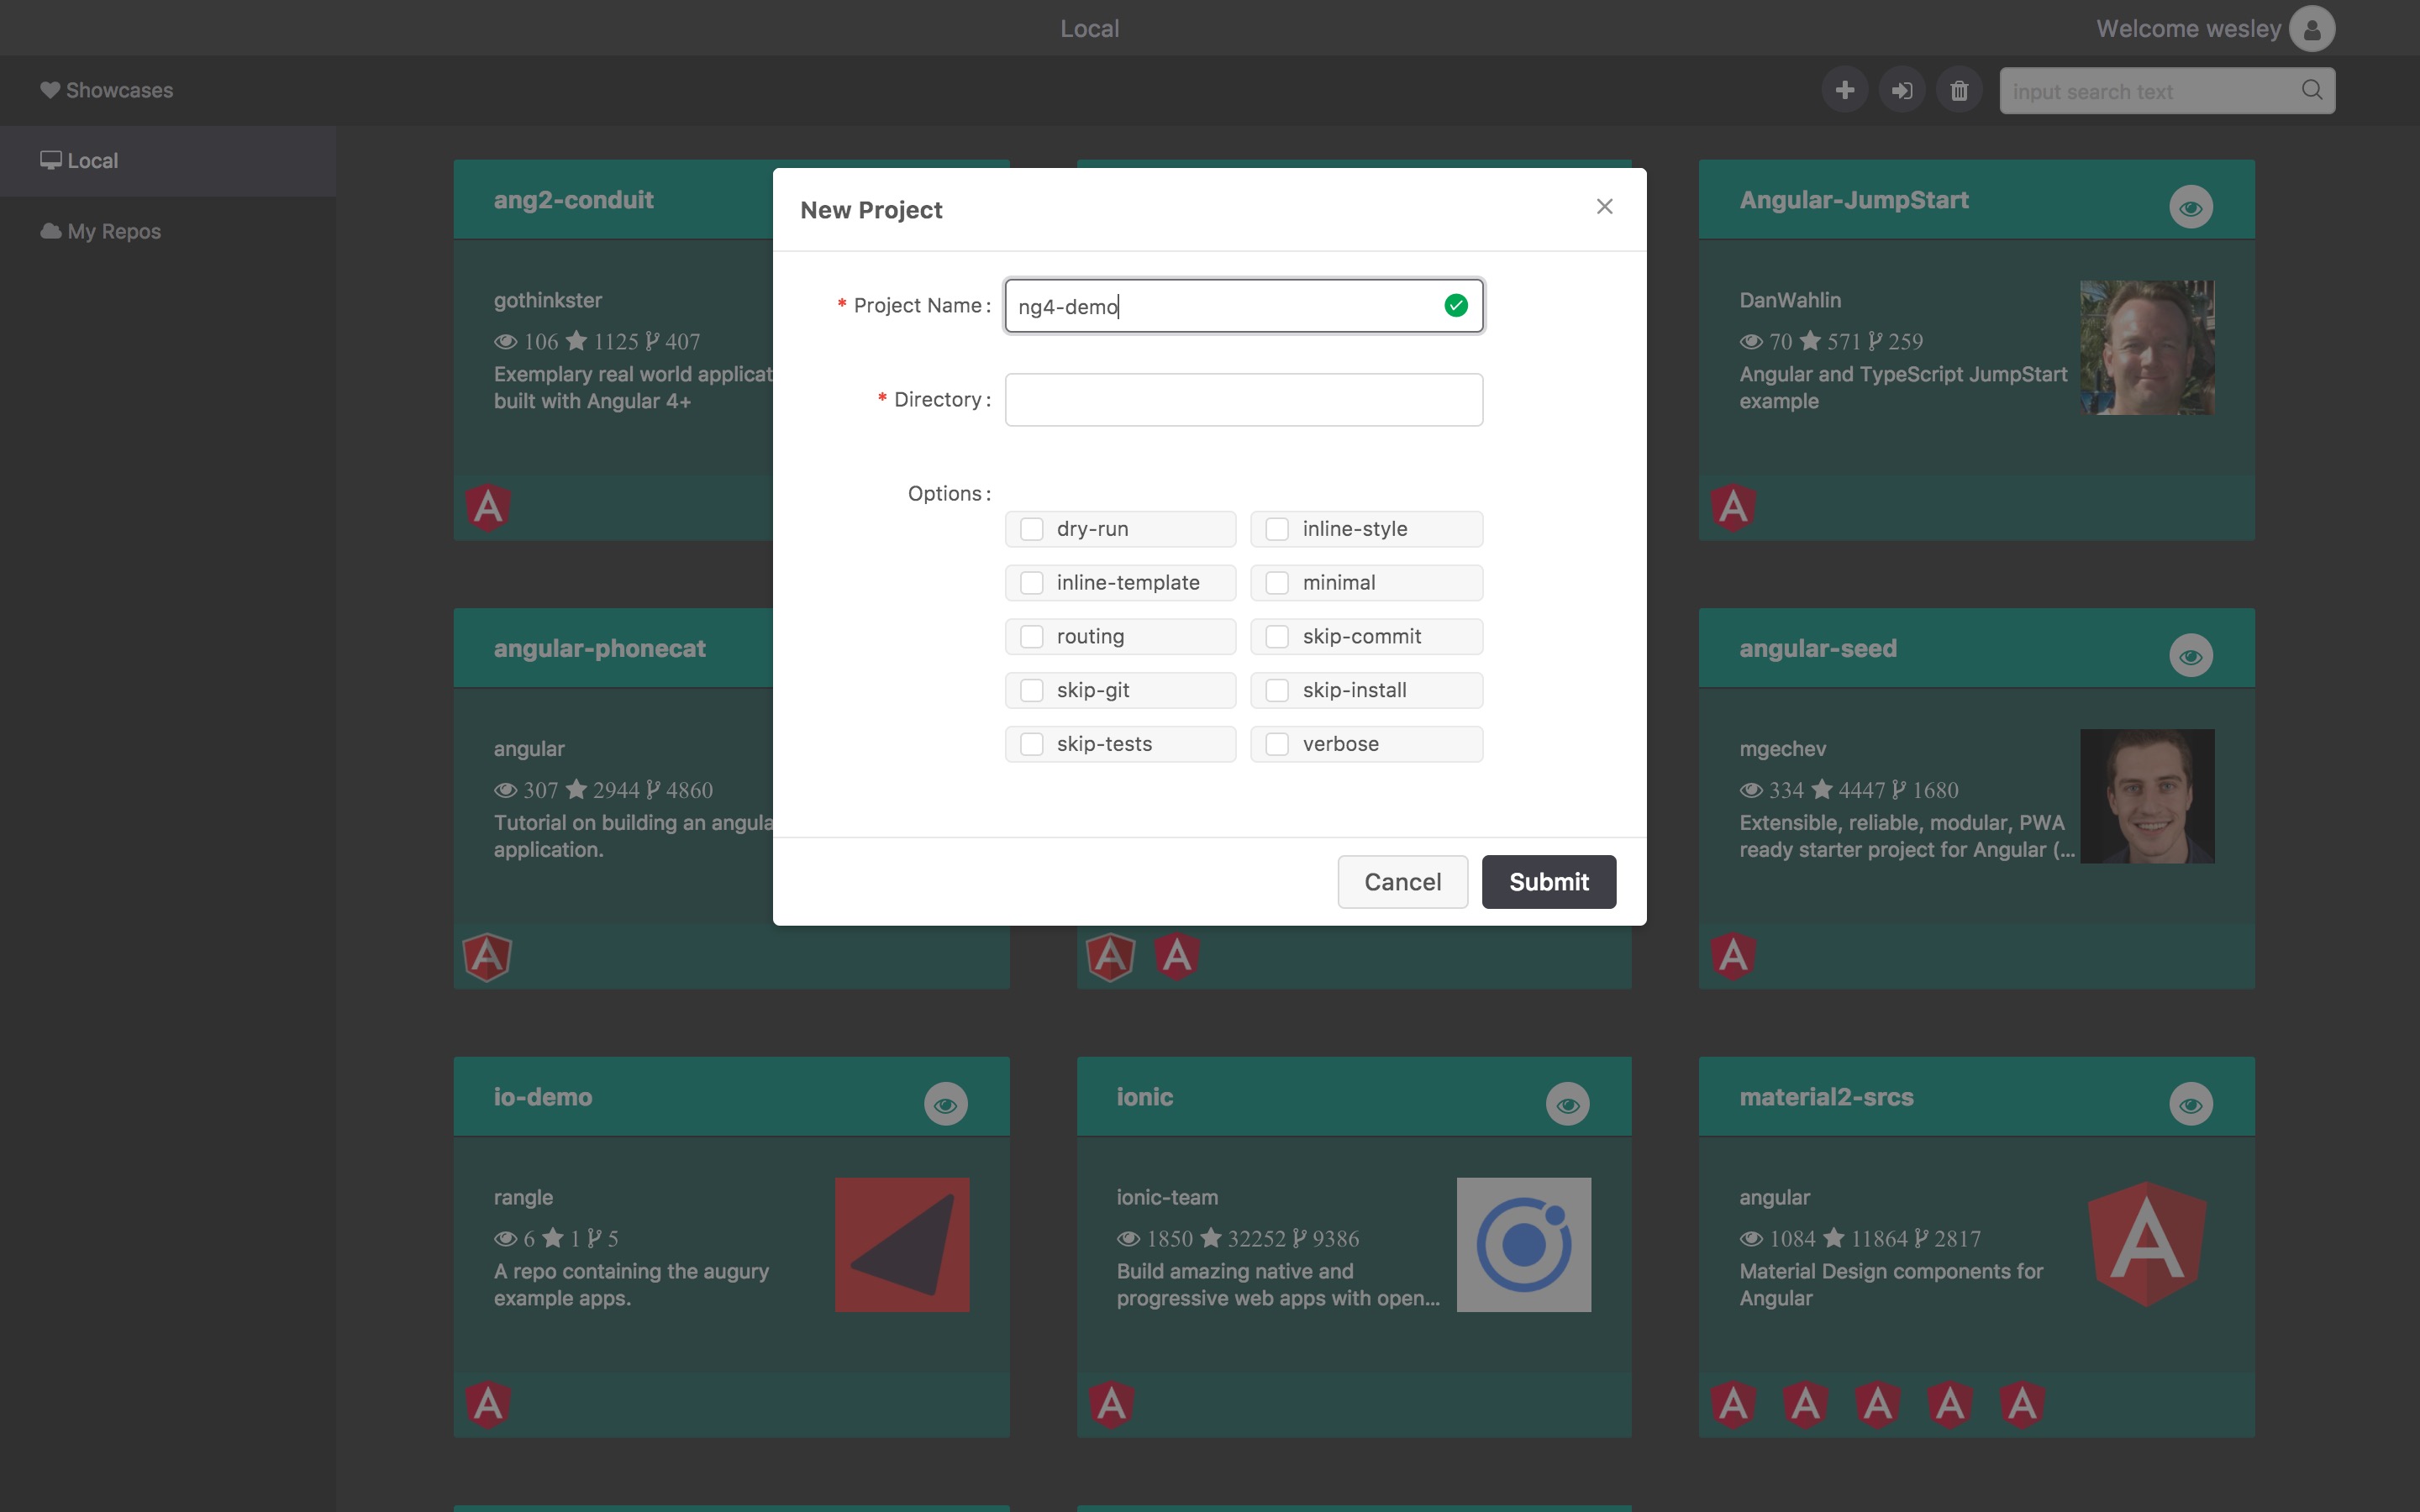 Local
Welcome wesley
Showcases
input search text
Local
My Repos
ang2-conduit
gothinkster
106 1125 407
Exemplary real world applicat
built with Angular 4+
Angular-JumpStart
DanWahlin
70 571 259
Angular and TypeScript JumpStart
example
New Project
* Project Name :
ng4-demo
* Directory :
Options :
dry-run
inline-style
inline-template
minimal
routing
skip-commit
skip-git
skip-install
skip-tests
verbose
Cancel
Submit
angular-phonecat
angular
307 2944 4860
Tutorial on building an angula
application.
angular-seed
mgechev
334 4447 1680
Extensible, reliable, modular, PWA
ready starter project for Angular (...
io-demo
rangle
6 1 5
A repo containing the augury
example apps.
ionic
ionic-team
1850 32252 9386
Build amazing native and
progressive web apps with open...
material2-srcs
angular
1084 11864 2817
Material Design components for
Angular